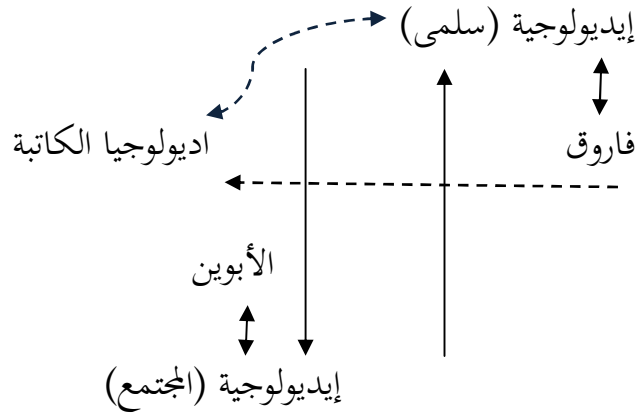 إيديولوجية (سلمى)
فاروق
اديولوجيا الكاتبة
الأبوين
إيديولوجية (المجتمع)